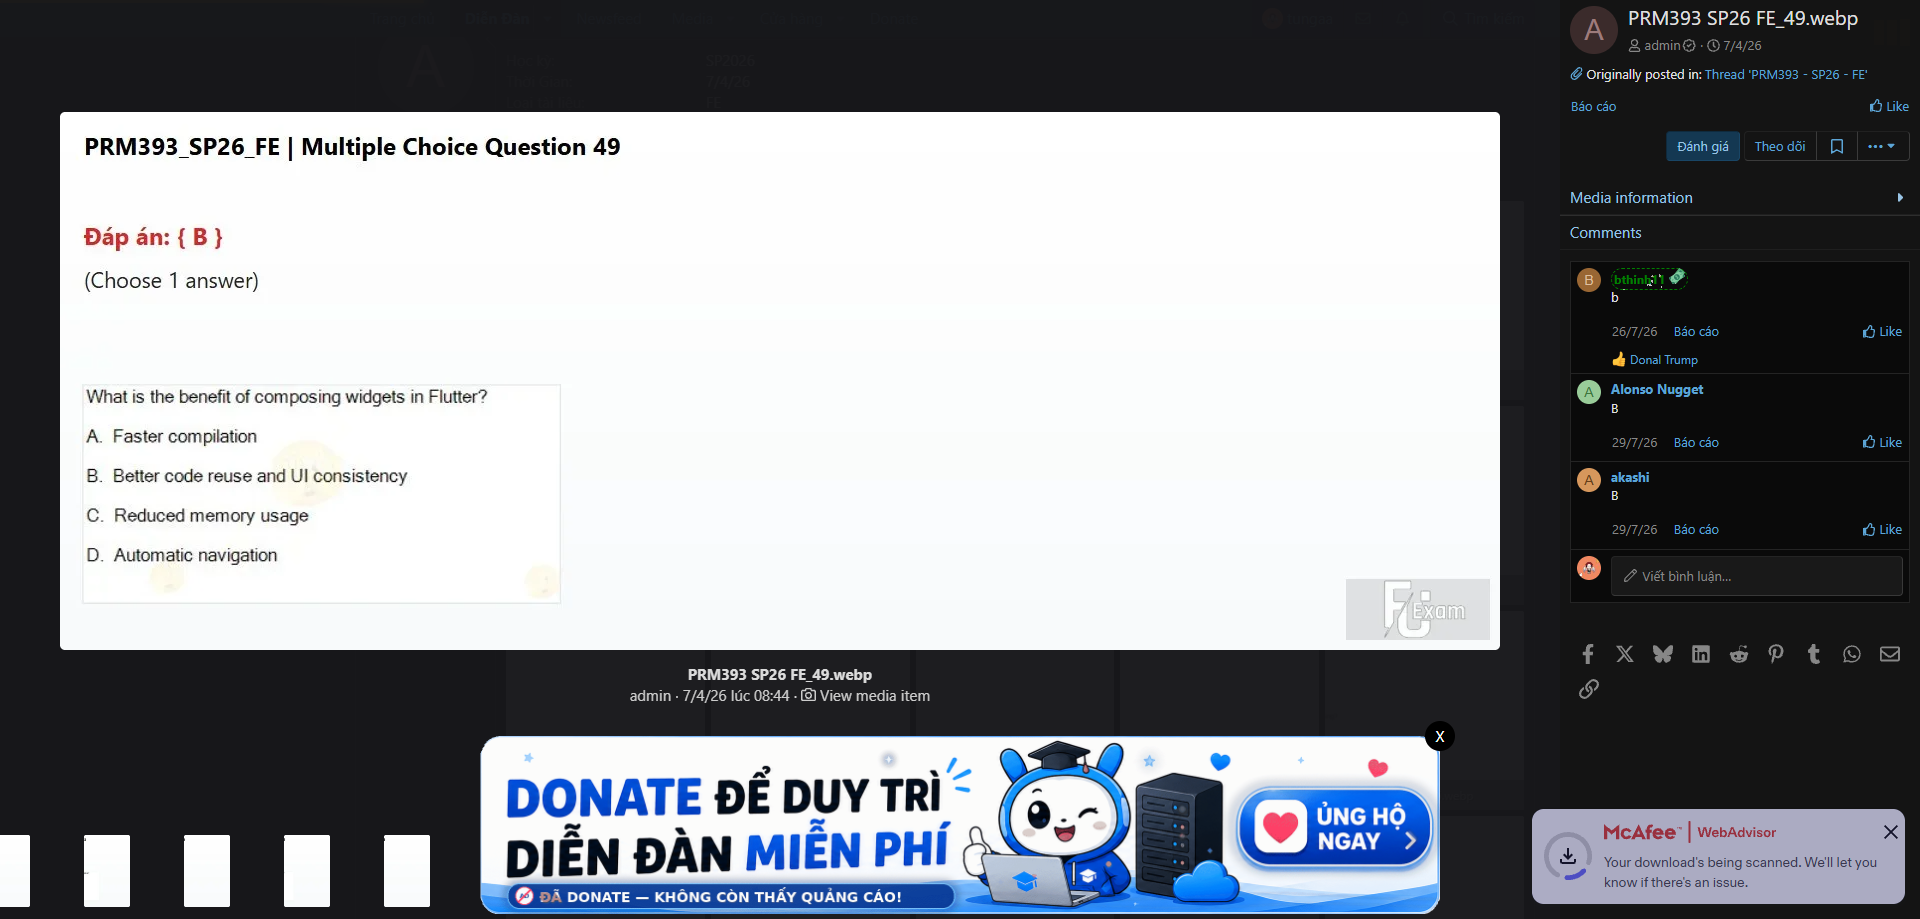 PRM393_SP26_FE | Multiple Choice Question 49
Đáp án: { B }
(Choose 1 answer)
What is the benefit of composing widgets in Flutter?
A. Faster compilation
B. Better code reuse and UI consistency
C. Reduced memory usage
D. Automatic navigation
FU Exam
PRM393 SP26 FE_49.webp
admin · 7/4/26 lúc 08:44 · View media item
X
DONATE ĐỂ DUY TRÌ
DIỄN ĐÀN MIỄN PHÍ
ĐÃ DONATE — KHÔNG CÒN THẤY QUẢNG CÁO!
ỦNG HỘ
NGAY
A
PRM393 SP26 FE_49.webp
admin · 7/4/26
Originally posted in: Thread 'PRM393 - SP26 - FE'
Báo cáo
Like
Đánh giá
Theo dõi
Media information
Comments
B
bthinh11
b
26/7/26 Báo cáo
Like
Donal Trump
A
Alonso Nugget
B
29/7/26 Báo cáo
Like
A
akashi
B
29/7/26 Báo cáo
Like
Viết bình luận...
McAfee | WebAdvisor
Your download's being scanned. We'll let you
know if there's an issue.